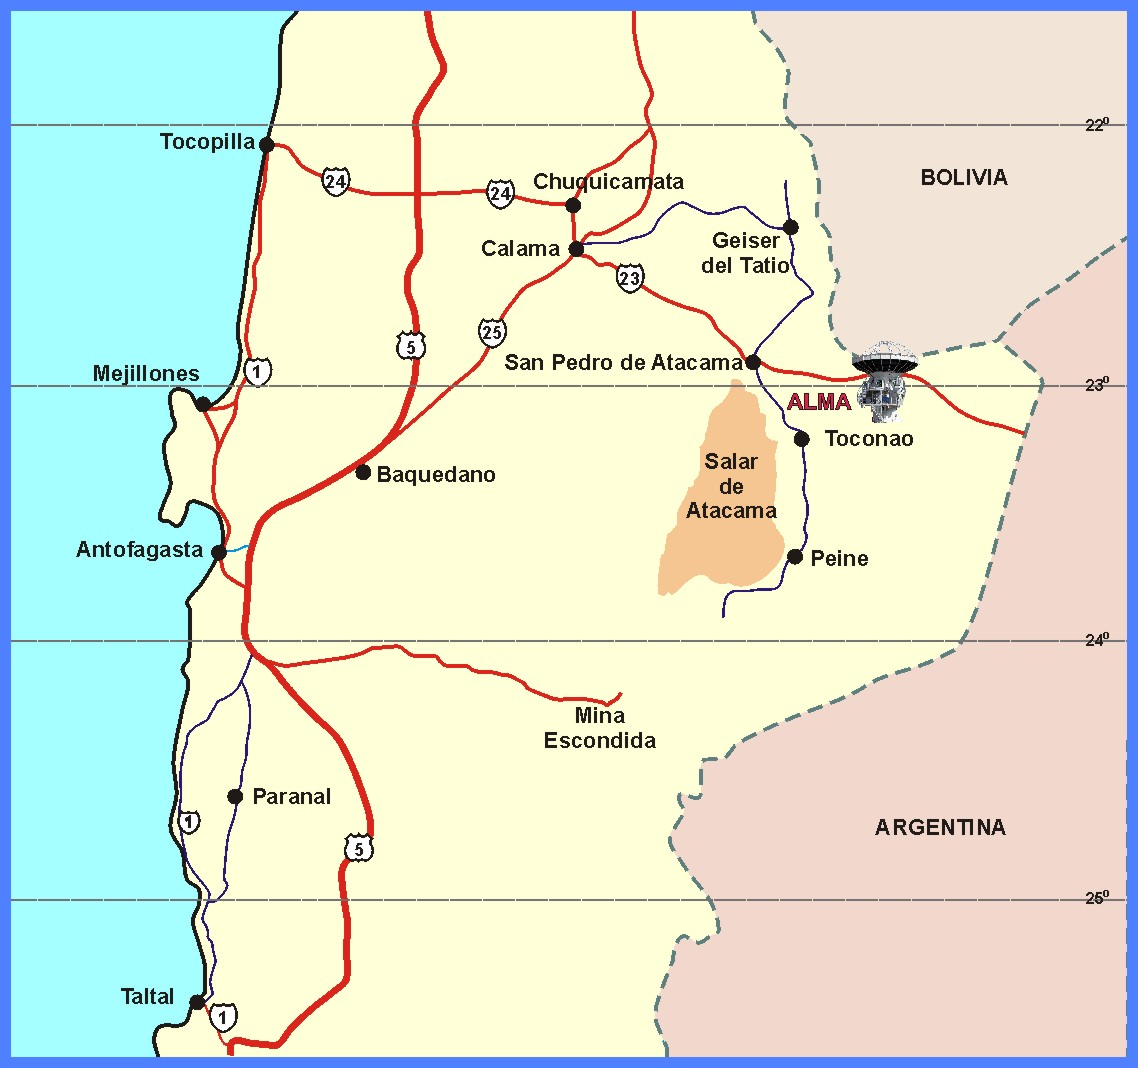 22º
Tocopilla
24
24
Chuquicamata
BOLIVIA
Calama
Geiser
del Tatio
23
25
5
San Pedro de Atacama
1
Mejillones
23º
ALMA
Toconao
Baquedano
Salar
de
Atacama
Antofagasta
Peine
24º
Mina
Escondida
Paranal
1
5
ARGENTINA
25º
Taltal
1